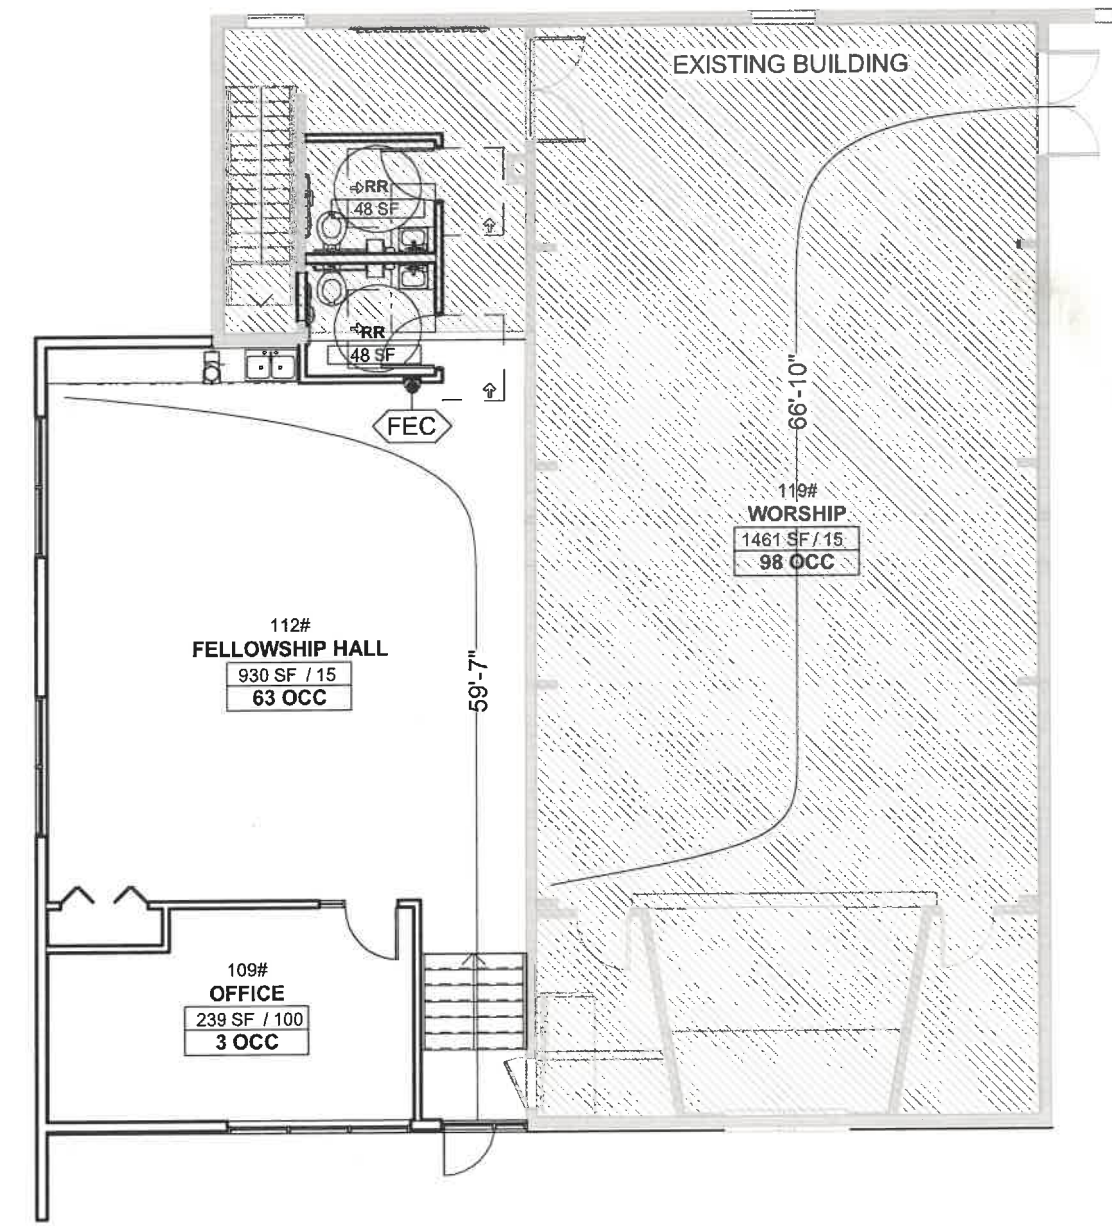 EXISTING BUILDING
RR
48 SF
RR
48 SF
FEC
66'-10"
119#
WORSHIP
1461 SF / 15
98 OCC
112#
FELLOWSHIP HALL
930 SF / 15
63 OCC
59'-7"
109#
OFFICE
239 SF / 100
3 OCC